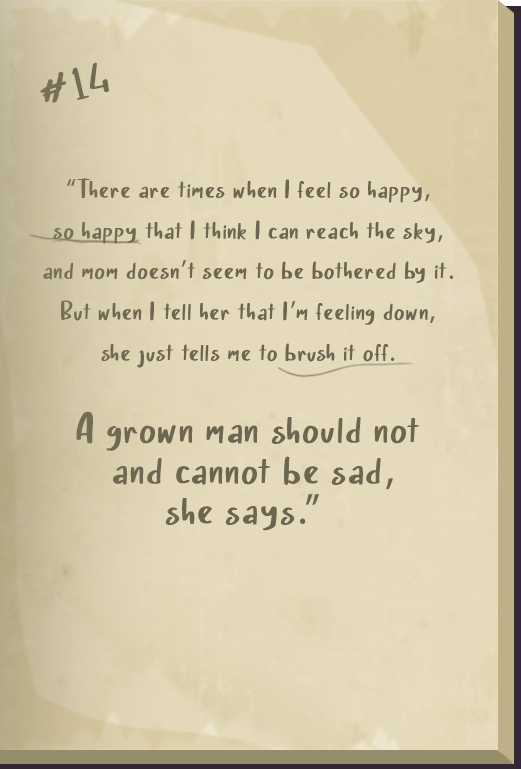 #14
“There are times when I feel so happy,
so happy that I think I can reach the sky,
and mom doesn't seem to be bothered by it.
But when I tell her that I'm feeling down,
she just tells me to brush it off.
A grown man should not
and cannot be sad,
she says.”